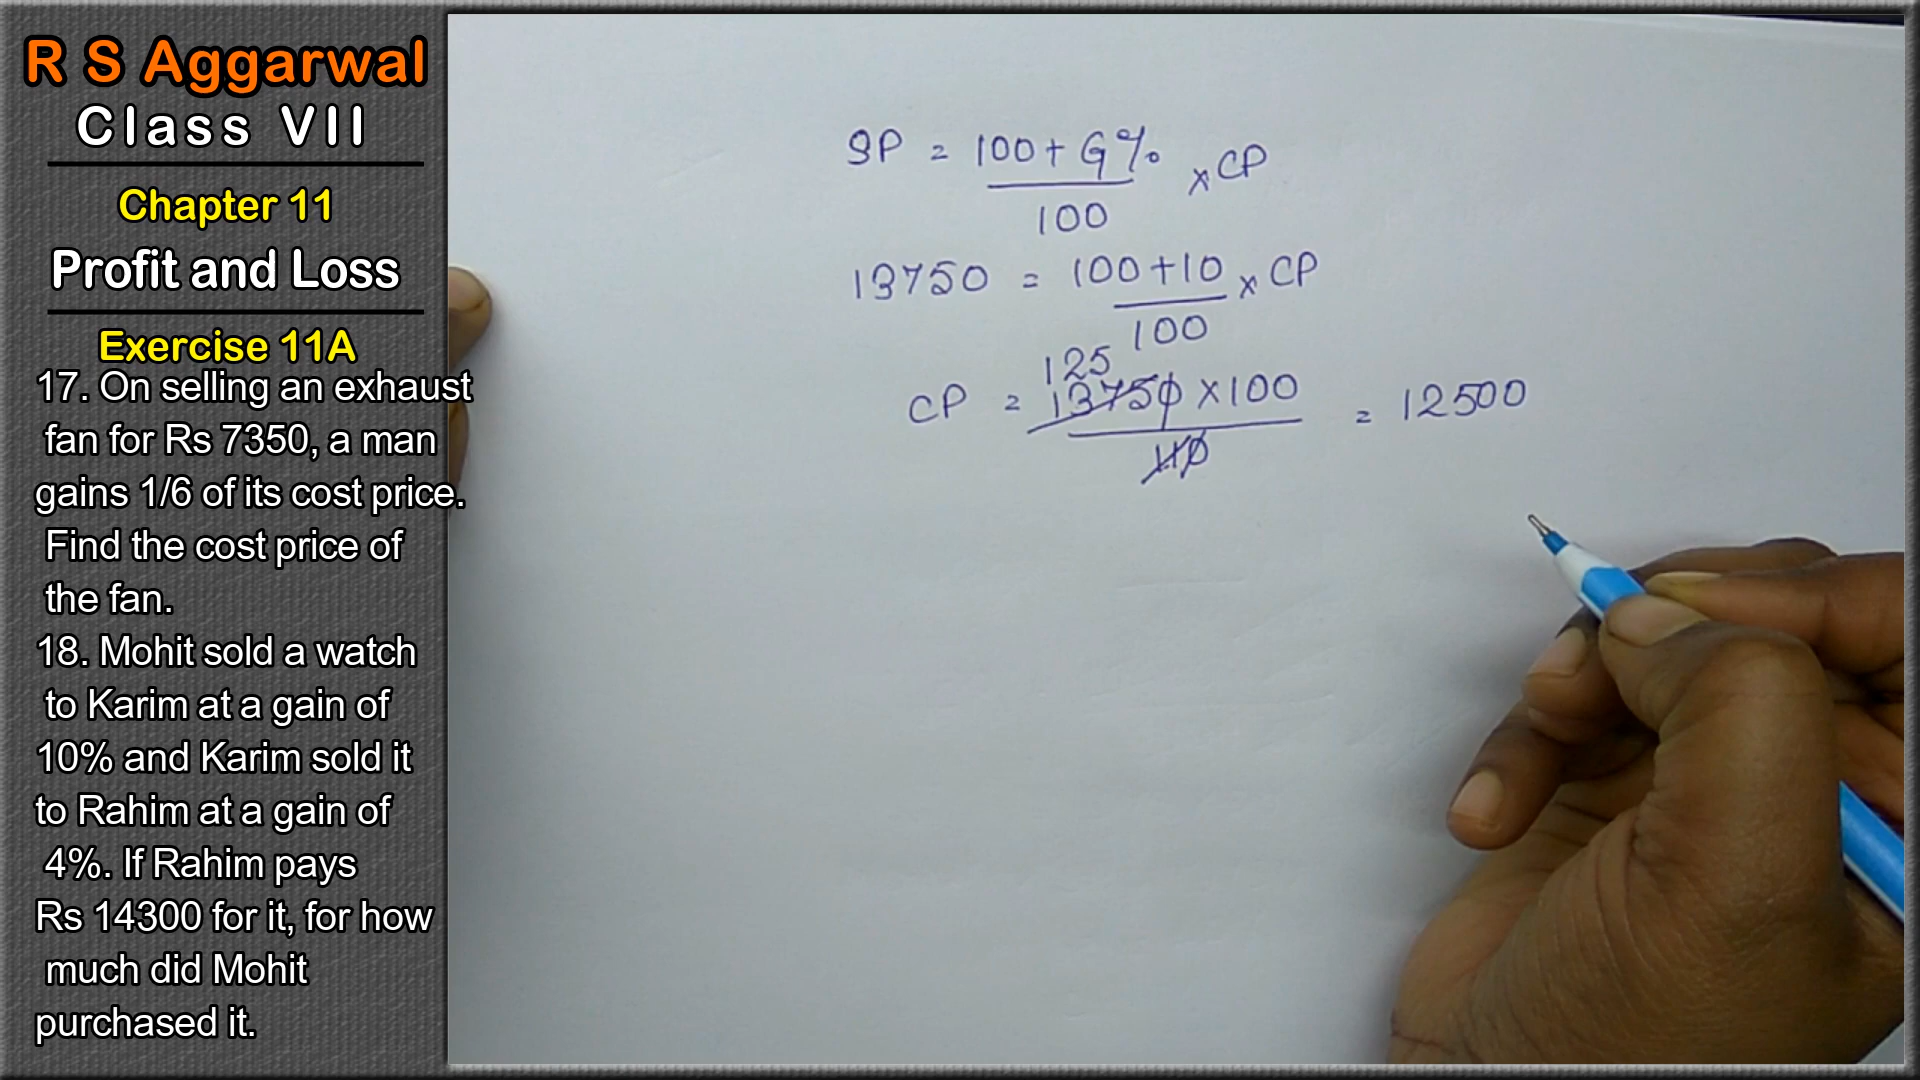 R S Aggarwal
Class VII
Chapter 11
Profit and Loss
Exercise 11A
17. On selling an exhaust
fan for Rs 7350, a man
gains 1/6 of its cost price.
Find the cost price of
the fan.
18. Mohit sold a watch
to Karim at a gain of
10% and Karim sold it
to Rahim at a gain of
4%. If Rahim pays
Rs 14300 for it, for how
much did Mohit
purchased it.
SP = 100 + G% × CP
100
13750 = 100 + 10 × CP
100
125
CP = 13750 × 100 = 12500
110